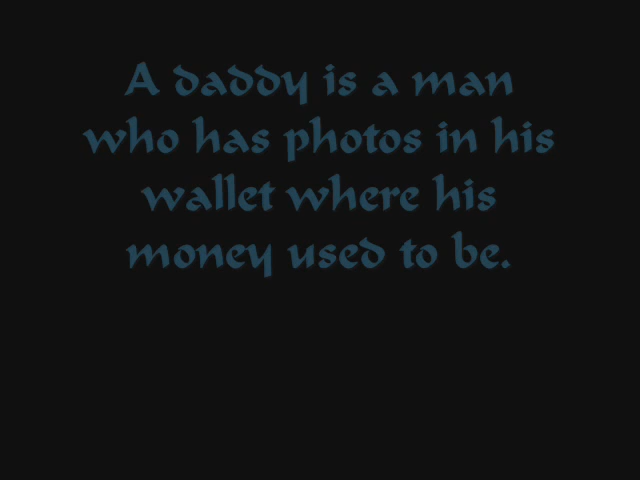 A daddy is a man
who has photos in his
wallet where his
money used to be.